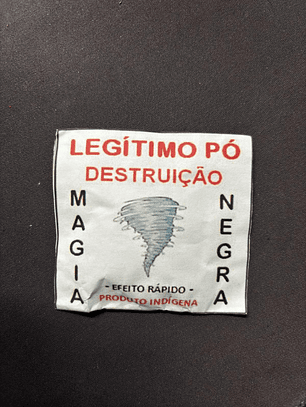 LEGÍTIMO PÓ
DESTRUIÇÃO
MAGIA
NEGRA
- EFEITO RÁPIDO -
PRODUTO INDÍGENA